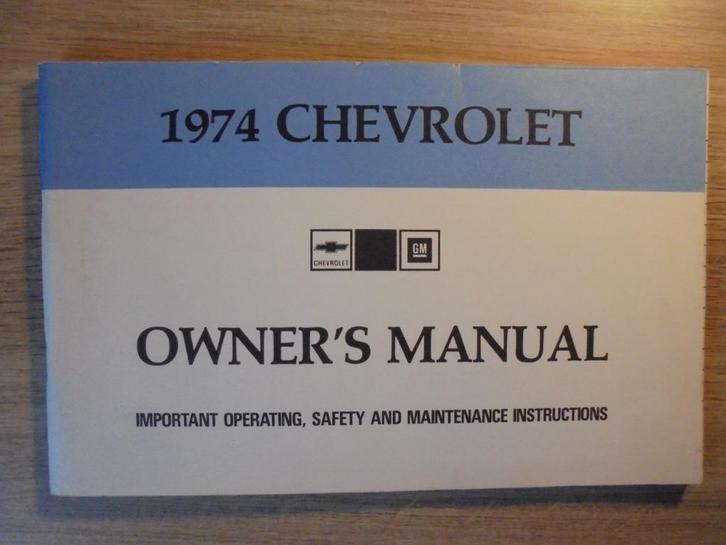 1974 CHEVROLET
CHEVROLET
GM
OWNER'S MANUAL
IMPORTANT OPERATING, SAFETY AND MAINTENANCE INSTRUCTIONS